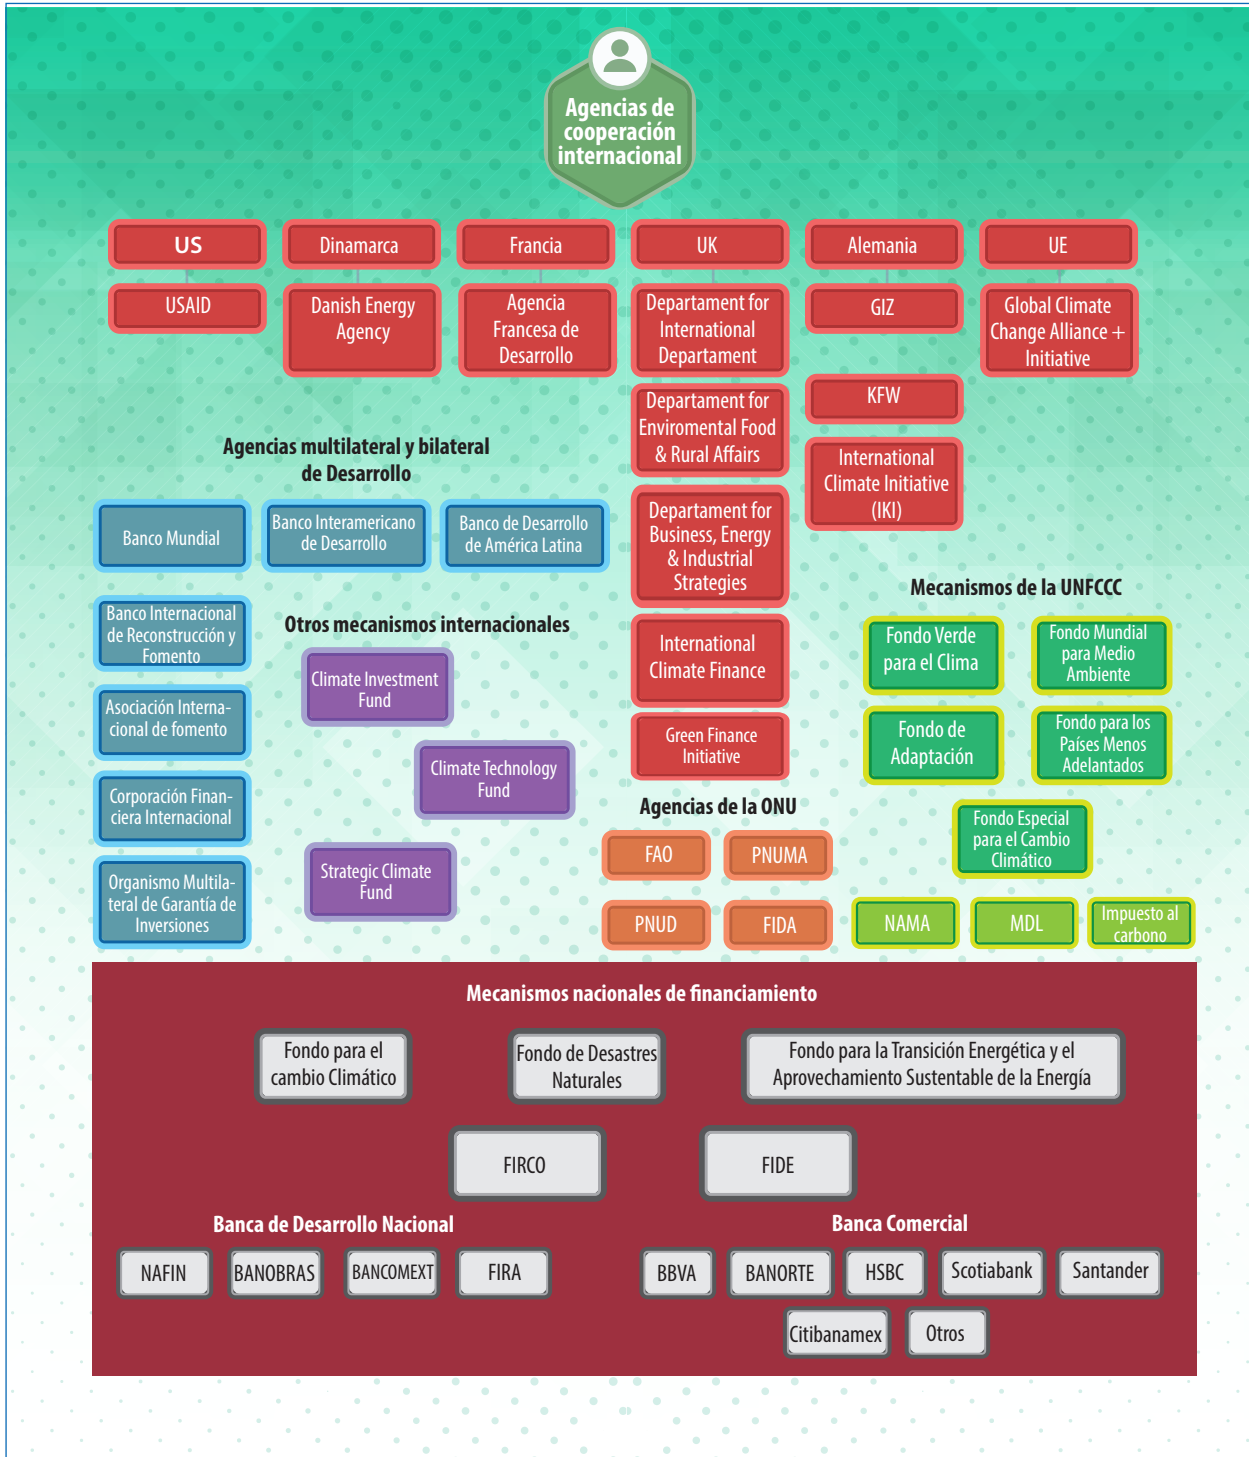 Agencias de
cooperación
internacional
US
Dinamarca
Francia
UK
Alemania
UE
USAID
Danish Energy
Agency
Agencia
Francesa de
Desarrollo
Departament for
International
Departament
GIZ
Global Climate
Change Alliance +
Initiative
Departament for
Enviromental Food
& Rural Affairs
KFW
Departament for
Business, Energy
& Industrial
Strategies
International
Climate Initiative
(IKI)
International
Climate Finance
Green Finance
Initiative
Agencias multilateral y bilateral
de Desarrollo
Banco Mundial
Banco Interamericano
de Desarrollo
Banco de Desarrollo
de América Latina
Banco Internacional
de Reconstrucción y
Fomento
Asociación Interna-
cional de fomento
Corporación Finan-
ciera Internacional
Organismo Multila-
teral de Garantía de
Inversiones
Otros mecanismos internacionales
Climate Investment
Fund
Climate Technology
Fund
Strategic Climate
Fund
Agencias de la ONU
FAO
PNUMA
PNUD
FIDA
Mecanismos de la UNFCCC
Fondo Verde
para el Clima
Fondo Mundial
para Medio
Ambiente
Fondo de
Adaptación
Fondo para los
Países Menos
Adelantados
Fondo Especial
para el Cambio
Climático
NAMA
MDL
Impuesto al
carbono
Mecanismos nacionales de financiamiento
Fondo para el
cambio Climático
Fondo de Desastres
Naturales
Fondo para la Transición Energética y el
Aprovechamiento Sustentable de la Energía
FIRCO
FIDE
Banca de Desarrollo Nacional
NAFIN
BANOBRAS
BANCOMEXT
FIRA
Banca Comercial
BBVA
BANORTE
HSBC
Scotiabank
Santander
Citibanamex
Otros